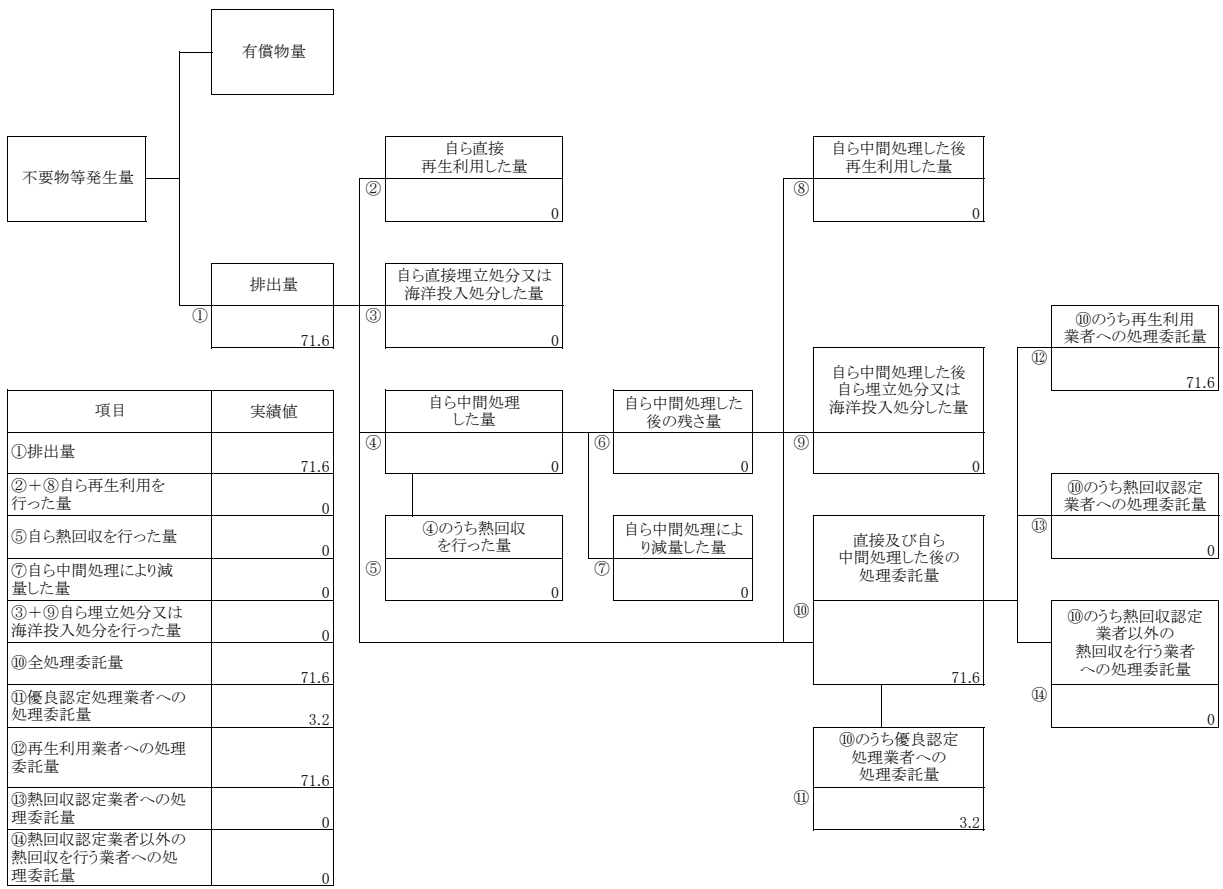 有償物量
不要物等発生量
自ら直接
再生利用した量
②
0
自ら中間処理した後
再生利用した量
⑧
0
排出量
①
71.6
自ら直接埋立処分又は
海洋投入処分した量
③
0
⑩のうち再生利用
業者への処理委託量
⑫
71.6
自ら中間処理
した量
④
0
自ら中間処理した
後の残さ量
⑥
0
自ら中間処理した後
自ら埋立処分又は
海洋投入処分した量
⑨
0
④のうち熱回収
を行った量
⑤
0
自ら中間処理によ
り減量した量
⑦
0
直接及び自ら
中間処理した後の
処理委託量
⑩
71.6
⑩のうち熱回収認定
業者への処理委託量
⑬
0
⑩のうち熱回収認定
業者以外の
熱回収を行う業者
への処理委託量
⑭
0
⑩のうち優良認定
処理業者への
処理委託量
⑪
3.2
項目 実績値
①排出量
71.6
②+⑧自ら再生利用を
行った量
0
⑤自ら熱回収を行った量
0
⑦自ら中間処理により減
量した量
0
③+⑨自ら埋立処分又は
海洋投入処分を行った量
0
⑩全処理委託量
71.6
⑪優良認定処理業者への
処理委託量
3.2
⑫再生利用業者への処理
委託量
71.6
⑬熱回収認定業者への処
理委託量
0
⑭熱回収認定業者以外の
熱回収を行う業者への処
理委託量
0